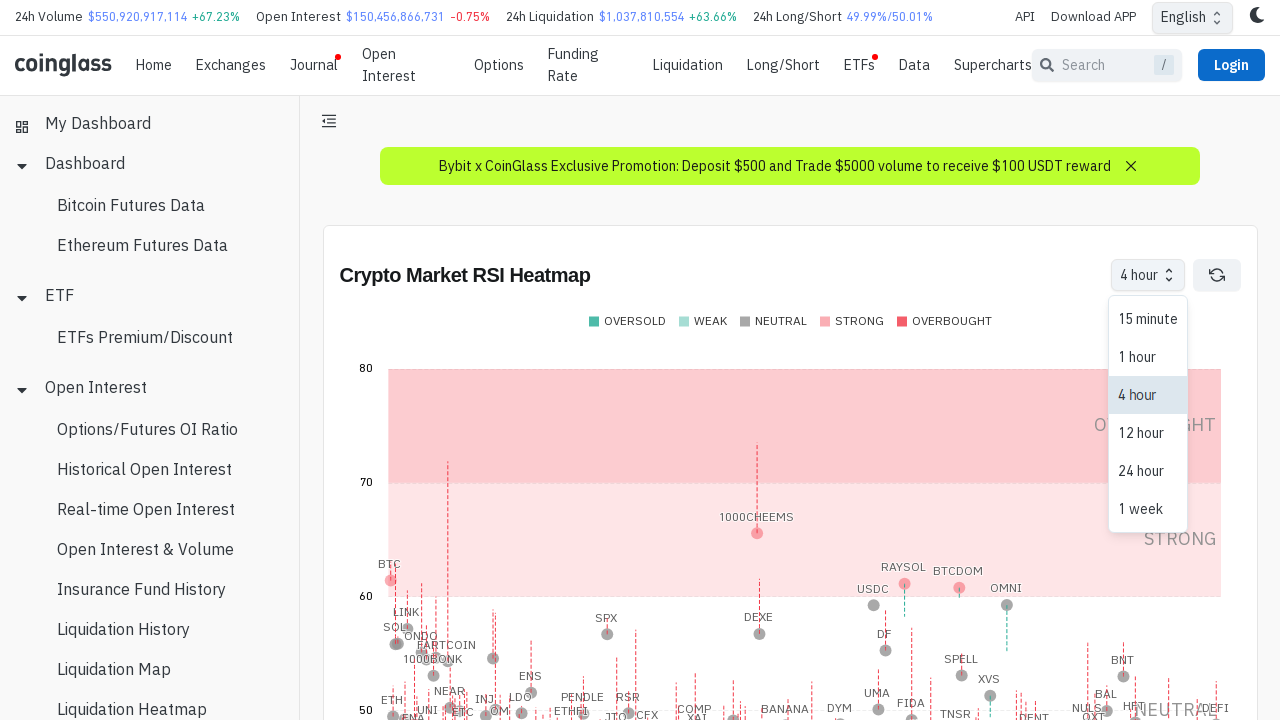 24h Volume $550,920,917,114 +67.23% Open Interest $150,456,866,731 -0.75% 24h Liquidation $1,037,810,554 +63.66% 24h Long/Short 49.99%/50.01% API Download APP English
coinglass Home Exchanges Journal Open Interest Options Funding Rate Liquidation Long/Short ETFs Data Supercharts Search / Login
My Dashboard
Dashboard
Bitcoin Futures Data
Ethereum Futures Data
ETF
ETFs Premium/Discount
Open Interest
Options/Futures OI Ratio
Historical Open Interest
Real-time Open Interest
Open Interest & Volume
Insurance Fund History
Liquidation History
Liquidation Map
Liquidation Heatmap
Bybit x CoinGlass Exclusive Promotion: Deposit $500 and Trade $5000 volume to receive $100 USDT reward
Crypto Market RSI Heatmap
4 hour
15 minute
1 hour
4 hour
12 hour
24 hour
1 week
OVERSOLD WEAK NEUTRAL STRONG OVERBOUGHT
80
70
STRONG
1000CHEEMS
BTC RAYSOL BTCDOM
USDC OMNI
60
LINK SPX DEXE
SOL ONDO DF
FARTCOIN
1000BONK SPELL BNT
ENS XVS
NEAR
ETH INJ LDO PENDLE RSR UMA BAL
UNI OM ETHFI COMP BANANA DYM FIDA NULS HFT DEFI
ENA ETC JTO CFX XAI TNSR DENT OXT
50 NEUTRAL